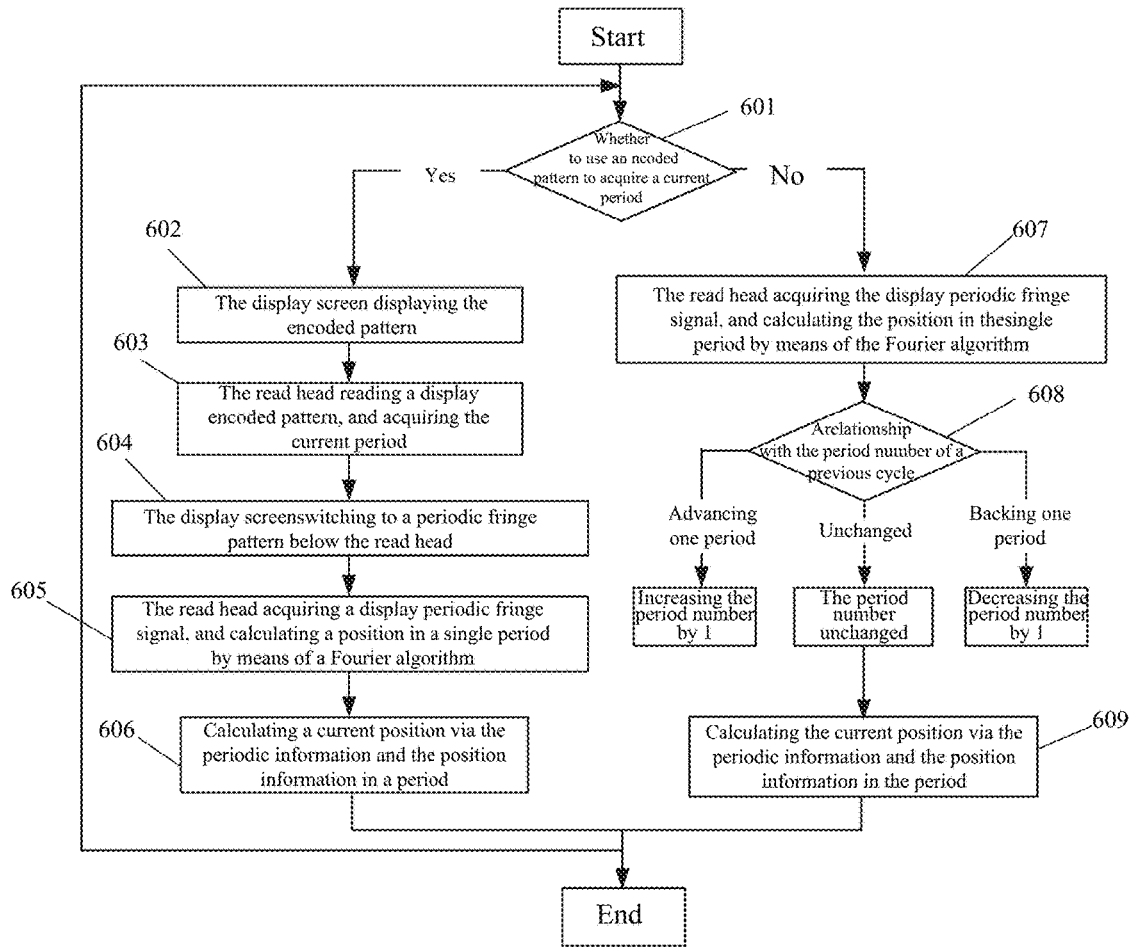 Start
601
Whether
to use an ncoded
pattern to acquire a current
period
Yes
No
602
The display screen displaying the
encoded pattern
603
The read head reading a display
encoded pattern, and acquiring the
current period
604
The display screenswitching to a periodic fringe
pattern below the read head
605
The read head acquiring a display periodic fringe
signal, and calculating a position in a single period
by means of a Fourier algorithm
606
Calculating a current position via the
periodic information and the position
information in a period
607
The read head acquiring the display periodic fringe
signal, and calculating the position in thesingle
period by means of the Fourier algorithm
608
Arelationship
with the period number of a
previous cycle
Advancing
one period
Unchanged
Backing one
period
Increasing the
period number
by 1
The period
number
unchanged
Decreasing the
period number
by 1
609
Calculating the current position via the
periodic information and the position
information in the period
End